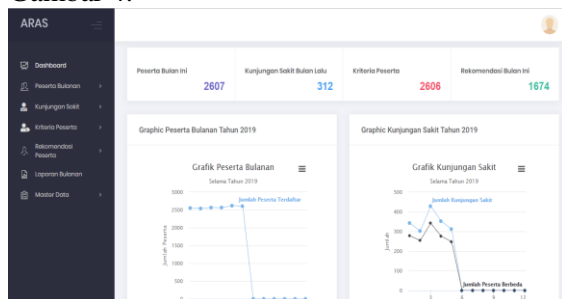 Gambar 4.
ARAS
Dashboard
Peserta Bulanan
Kunjungan Sakit
Kriteria Peserta
Rekomendasi
Peserta
Laporan Bulanan
Master Data
Peserta Bulan Ini
2607
Kunjungan Sakit Bulan Lalu
312
Kriteria Peserta
2606
Rekomendasi Bulan Ini
1674
Graphic Peserta Bulanan Tahun 2019
Grafik Peserta Bulanan
Selama Tahun 2019
Jumlah Peserta Terdaftar
Jumlah Peserta
3000
2500
2000
1500
1000
500
0
Graphic Kunjungan Sakit Tahun 2019
Grafik Kunjungan Sakit
Selama Tahun 2019
Jumlah Kunjungan Sakit
Jumlah Peserta Berbeda
Jumlah
500
400
300
200
100
0
3
6
9
12